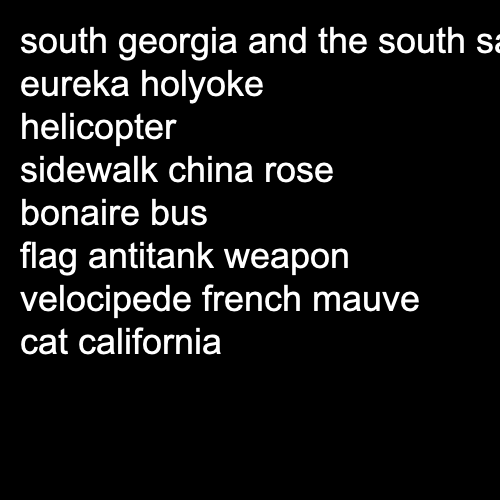 south georgia and the south
eureka holyoke
helicopter
sidewalk china rose
bonaire bus
flag antitank weapon
velocipede french mauve
cat california